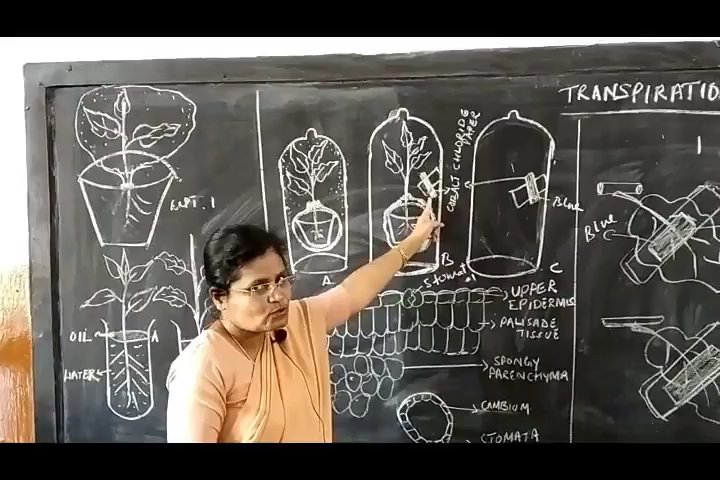 TRANSPIRATIO
EXPT. 1
COBALT CHLORIDE
PAPER
A
B
C
Blue
Blue
1
stomat
UPPER
EPIDERMIS
PALISADE
TISSUE
SPONGY
PARENCHYMA
CAMBIUM
STOMATA
OIL
A
WATER